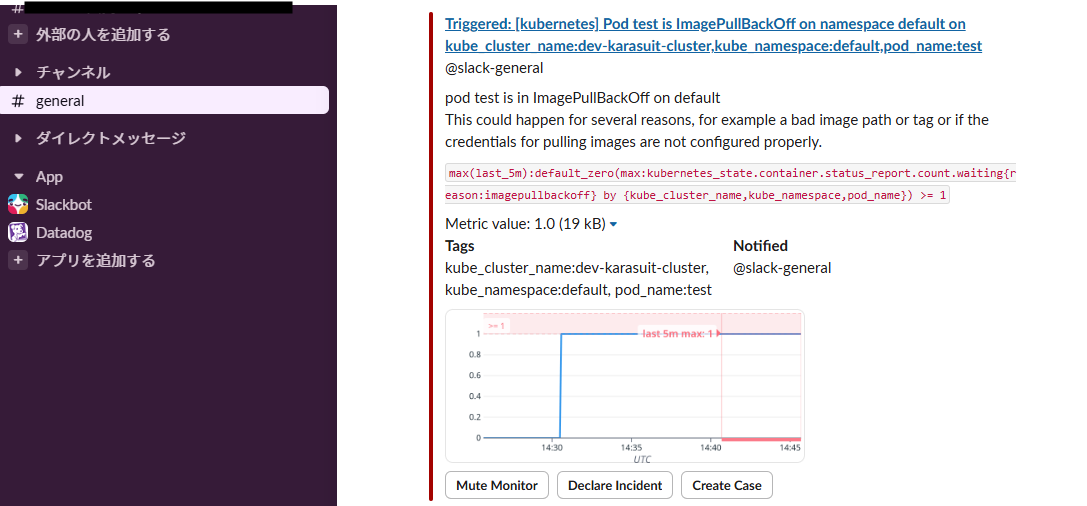 #
+ 外部の人を追加する
チャンネル
# general
ダイレクトメッセージ
App
Slackbot
Datadog
+ アプリを追加する
Triggered: [kubernetes] Pod test is ImagePullBackOff on namespace default on
kube_cluster_name:dev-karasuit-cluster,kube_namespace:default,pod_name:test
@slack-general
pod test is in ImagePullBackOff on default
This could happen for several reasons, for example a bad image path or tag or if the
credentials for pulling images are not configured properly.
max(last_5m):default_zero(max:kubernetes_state.container.status_report.count.waiting{r
eason:imagepullbackoff} by {kube_cluster_name,kube_namespace,pod_name}) >= 1
Metric value: 1.0 (19 kB)
Tags
kube_cluster_name:dev-karasuit-cluster,
kube_namespace:default, pod_name:test
Notified
@slack-general
>= 1
last 5m max: 1
1
0.8
0.6
0.4
0.2
0
14:30 14:35 14:40 14:45
UTC
Mute Monitor Declare Incident Create Case